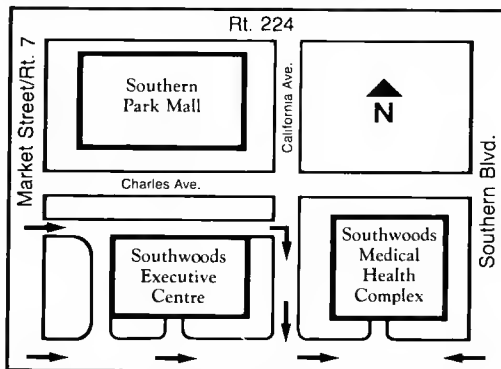 Rt. 224
Market Street/Rt. 7
Southern
Park Mall
California Ave.
N
Southern Blvd.
Charles Ave.
Southwoods
Executive
Centre
Southwoods
Medical
Health
Complex